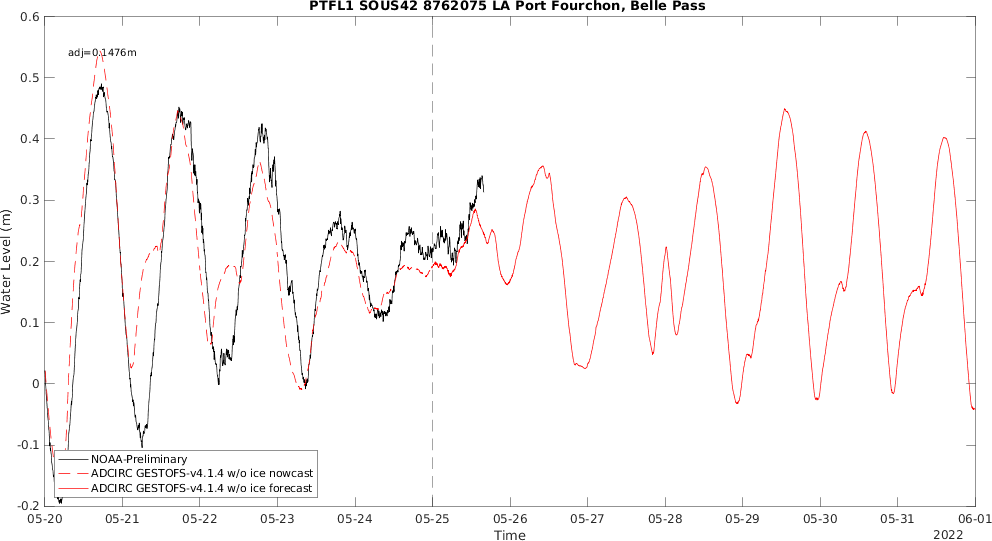 PTFL1 SOUS42 8762075 LA Port Fourchon, Belle Pass
adj=0.1476m
0.6
0.5
0.4
0.3
0.2
0.1
0
-0.1
-0.2
Water Level (m)
NOAA-Preliminary
ADCIRC GESTOFS-v4.1.4 w/o ice nowcast
ADCIRC GESTOFS-v4.1.4 w/o ice forecast
05-20 05-21 05-22 05-23 05-24 05-25 05-26 05-27 05-28 05-29 05-30 05-31 06-01
Time
2022